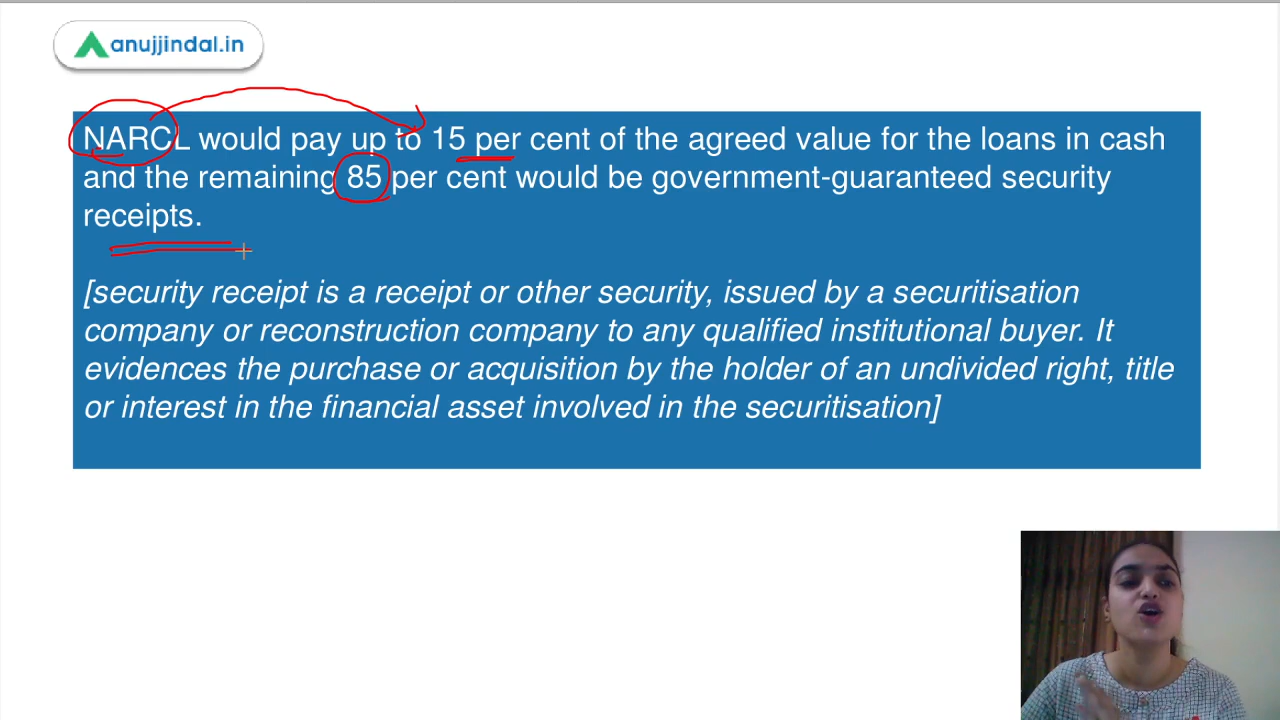 anujjindal.in
NARCL would pay up to 15 per cent of the agreed value for the loans in cash
and the remaining 85 per cent would be government-guaranteed security
receipts.
[security receipt is a receipt or other security, issued by a securitisation
company or reconstruction company to any qualified institutional buyer. It
evidences the purchase or acquisition by the holder of an undivided right, title
or interest in the financial asset involved in the securitisation]